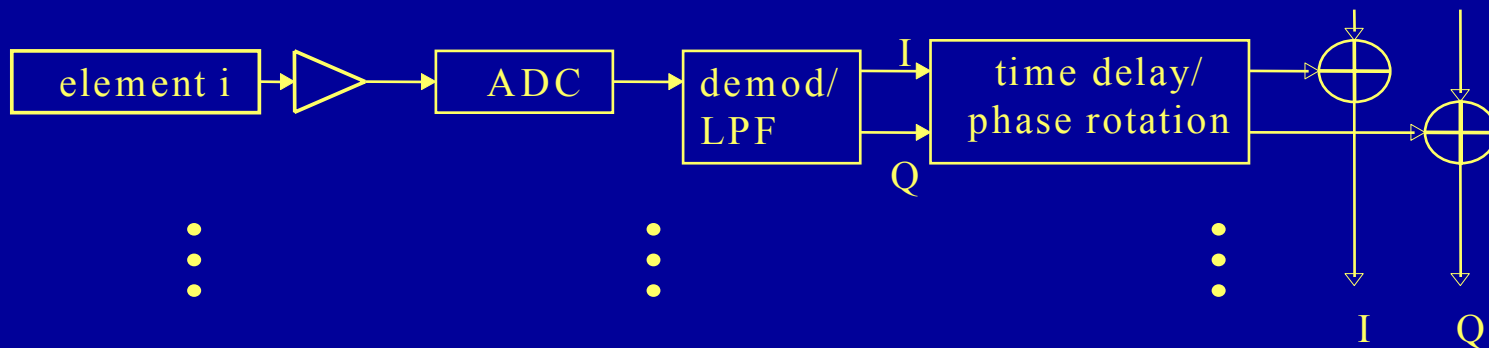 element i
ADC
demod/
LPF
I
Q
time delay/
phase rotation
I Q